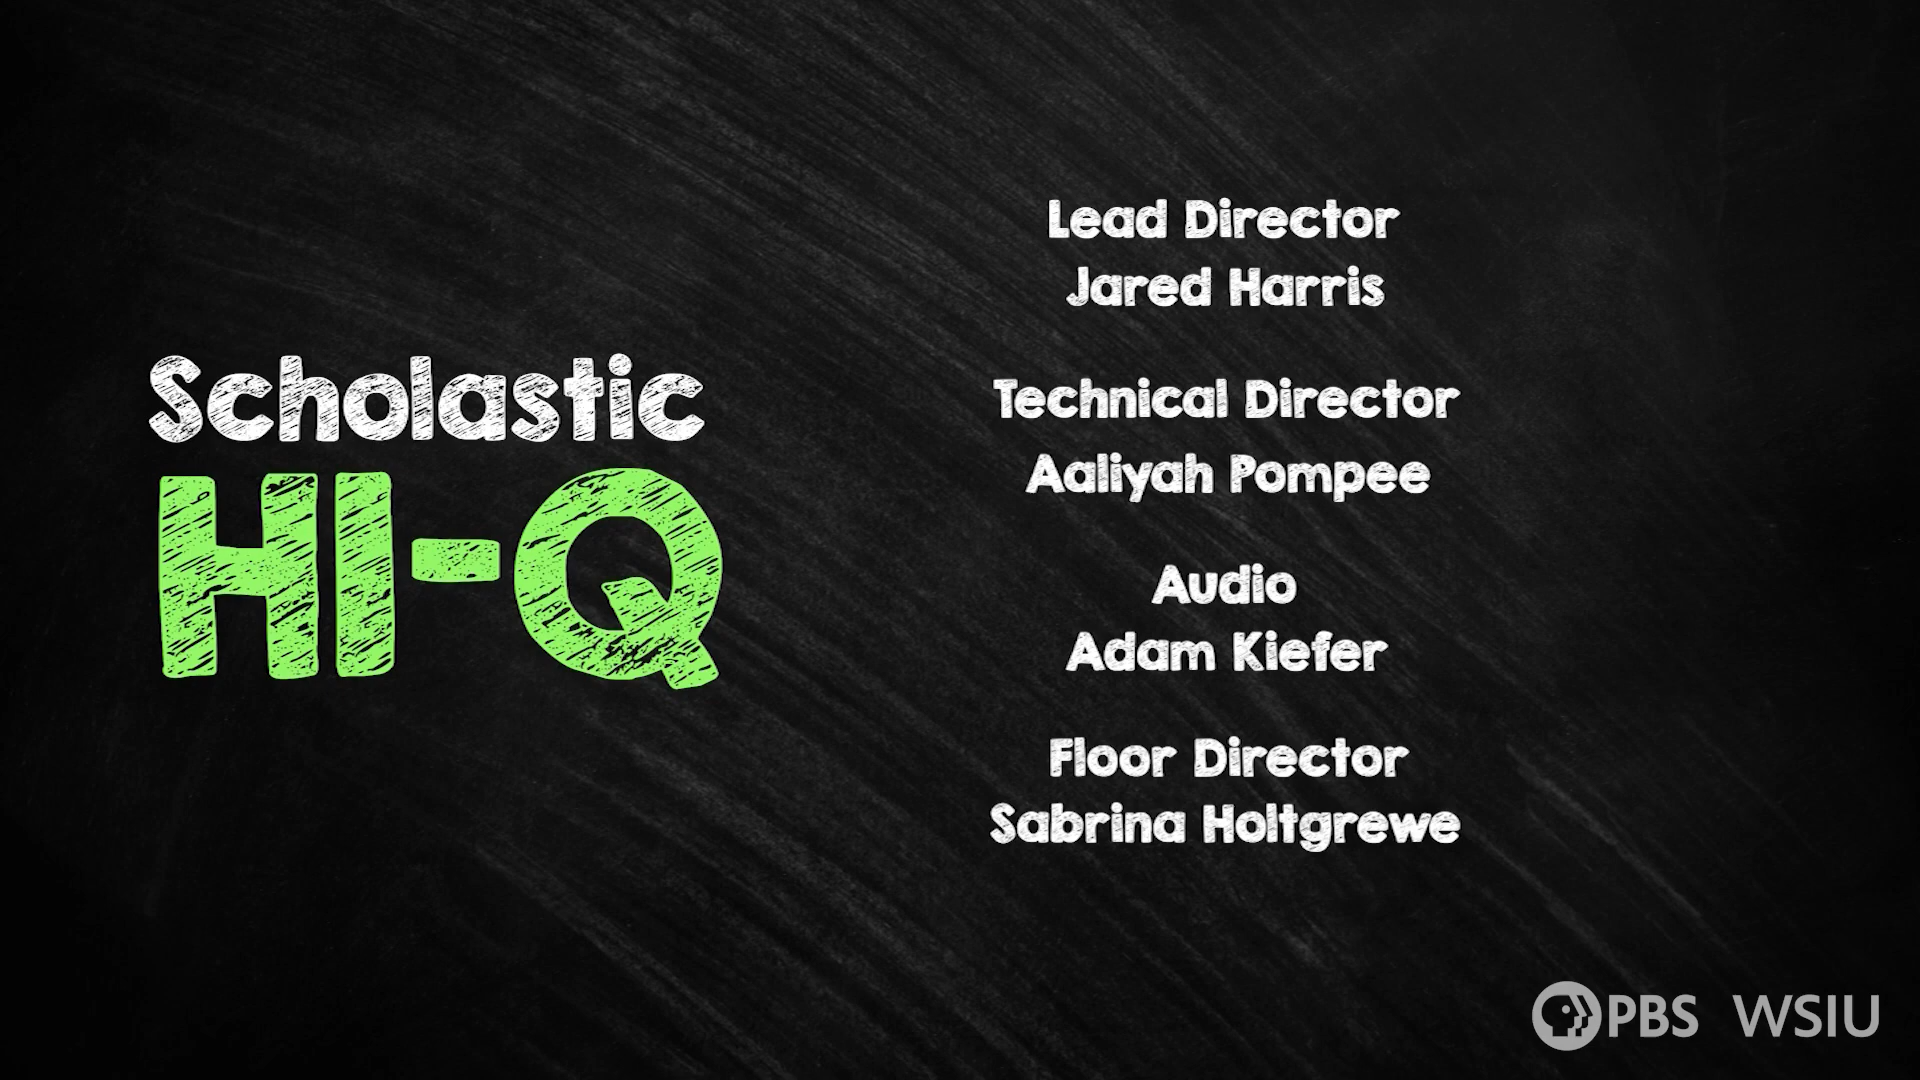 Scholastic
HI-Q
Lead Director
Jared Harris
Technical Director
Aaliyah Pompee
Audio
Adam Kiefer
Floor Director
Sabrina Holtgrewe
PBS WSIU